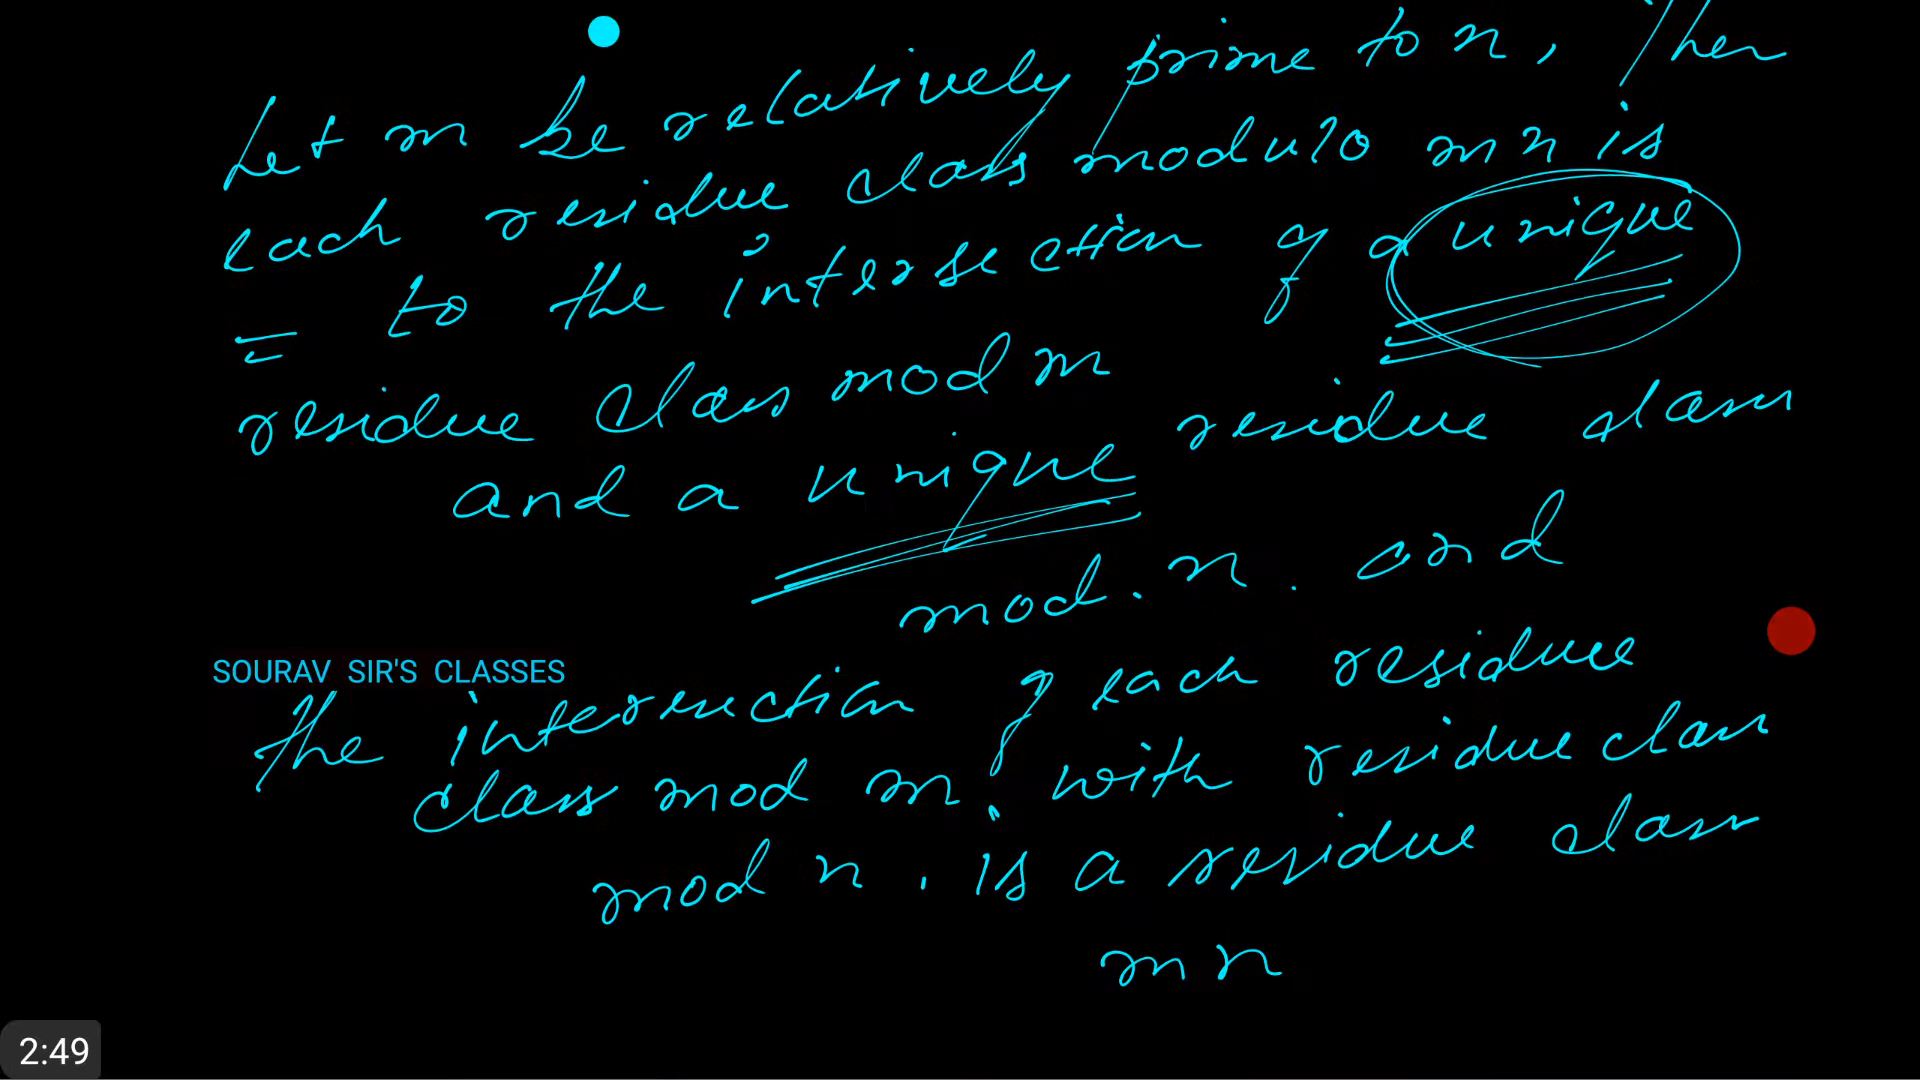 Let m be relatively prime to n, Then
each residue class modulo mn is
= to the intersection of a unique
residue class mod m
and a unique residue class
mod. n. and
SOURAV SIR'S CLASSES
the intersection of each residue
class mod m, with residue class
mod n. is a residue class
mn
2:49